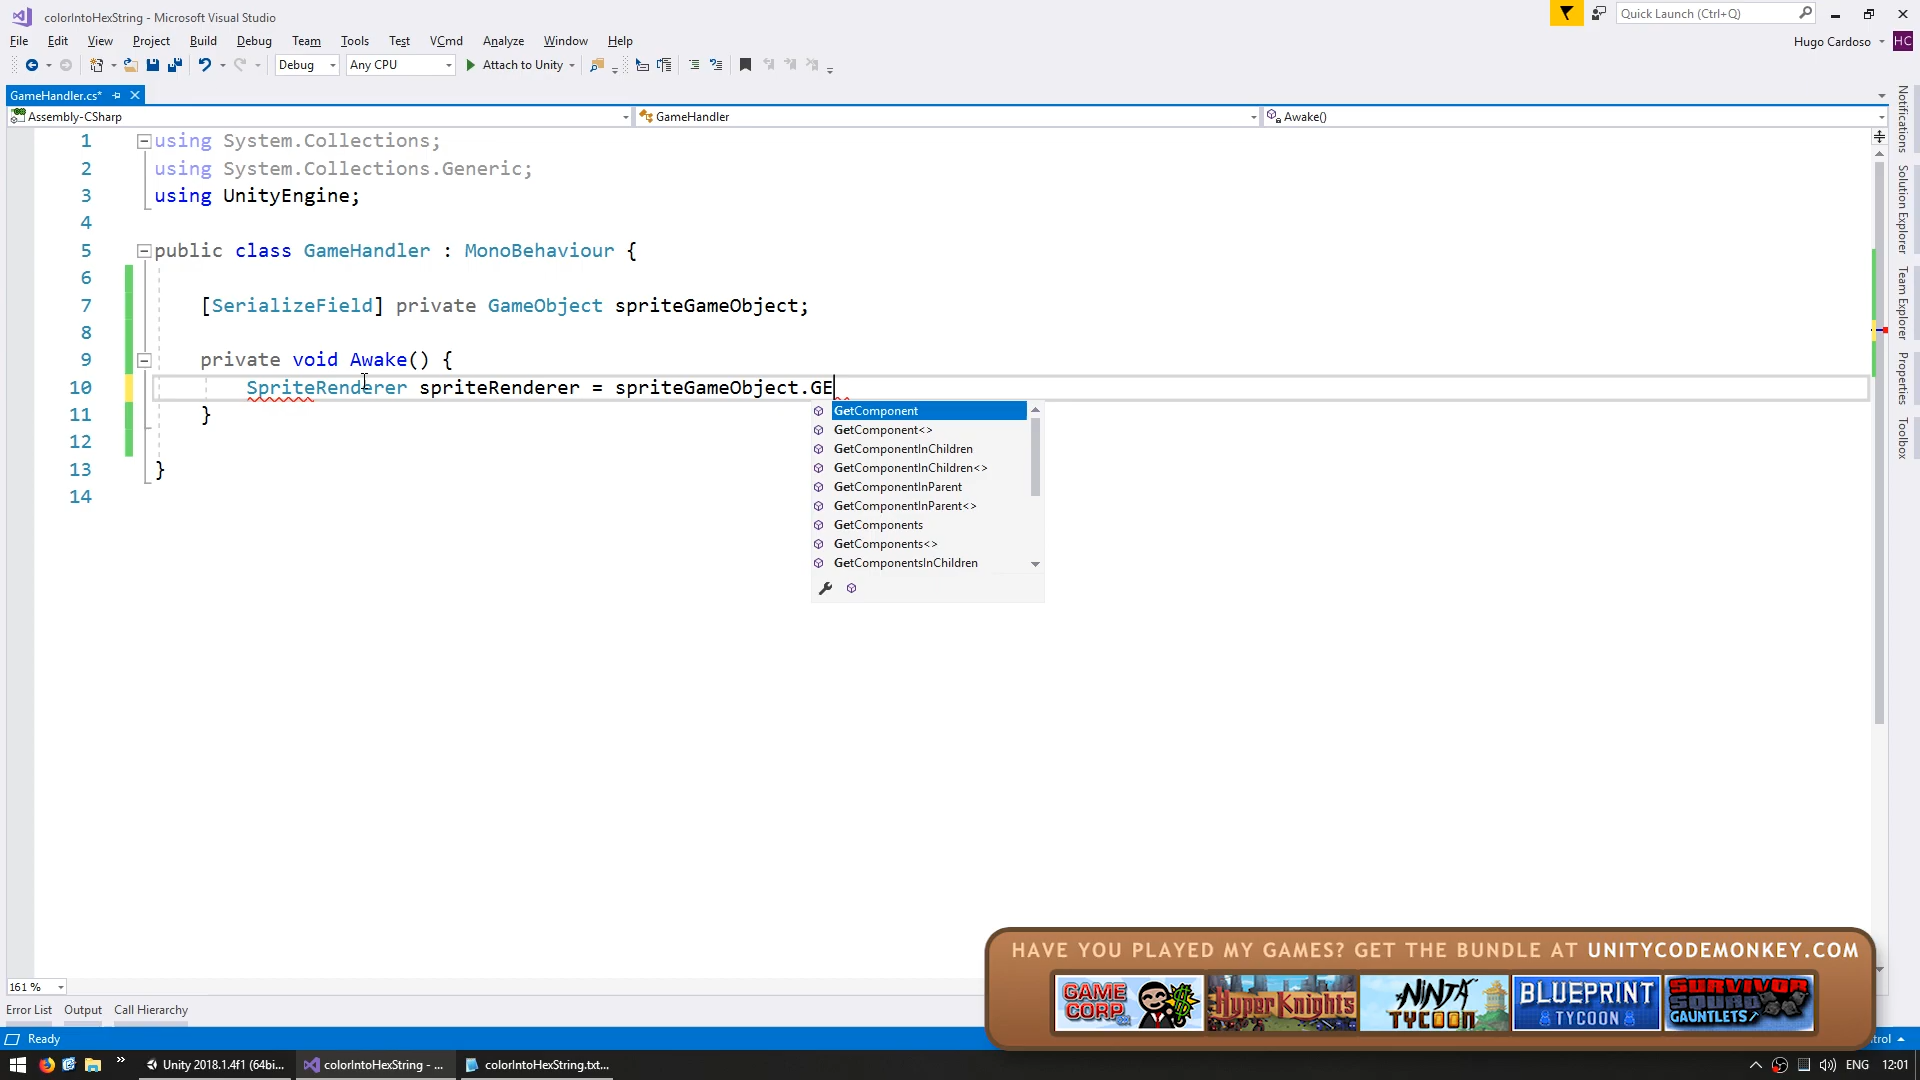 colorIntoHexString - Microsoft Visual Studio
Quick Launch (Ctrl+Q)
File Edit View Project Build Debug Team Tools Test VCmd Analyze Window Help
Hugo Cardoso HC
Debug Any CPU Attach to Unity
GameHandler.cs*
Assembly-CSharp GameHandler Awake()
1 using System.Collections;
2 using System.Collections.Generic;
3 using UnityEngine;
4
5 public class GameHandler : MonoBehaviour {
6
7 [SerializeField] private GameObject spriteGameObject;
8
9 private void Awake() {
10 SpriteRenderer spriteRenderer = spriteGameObject.GE
11 }
12
13 }
14
GetComponent
GetComponent<>
GetComponentInChildren
GetComponentInChildren<>
GetComponentInParent
GetComponentInParent<>
GetComponents
GetComponents<>
GetComponentsInChildren
Notifications
Solution Explorer
Team Explorer
Properties
Toolbox
HAVE YOU PLAYED MY GAMES? GET THE BUNDLE AT UNITYCODEMONKEY.COM
GAME CORP DX
HYPER KNIGHTS
NINJA TYCOON
BLUEPRINT TYCOON
SURVIVOR SQUAD GAUNTLETS
161 %
Error List Output Call Hierarchy
Ready
trol
Unity 2018.1.4f1 (64bi... colorIntoHexString - ... colorIntoHexString.txt...
ENG 12:01